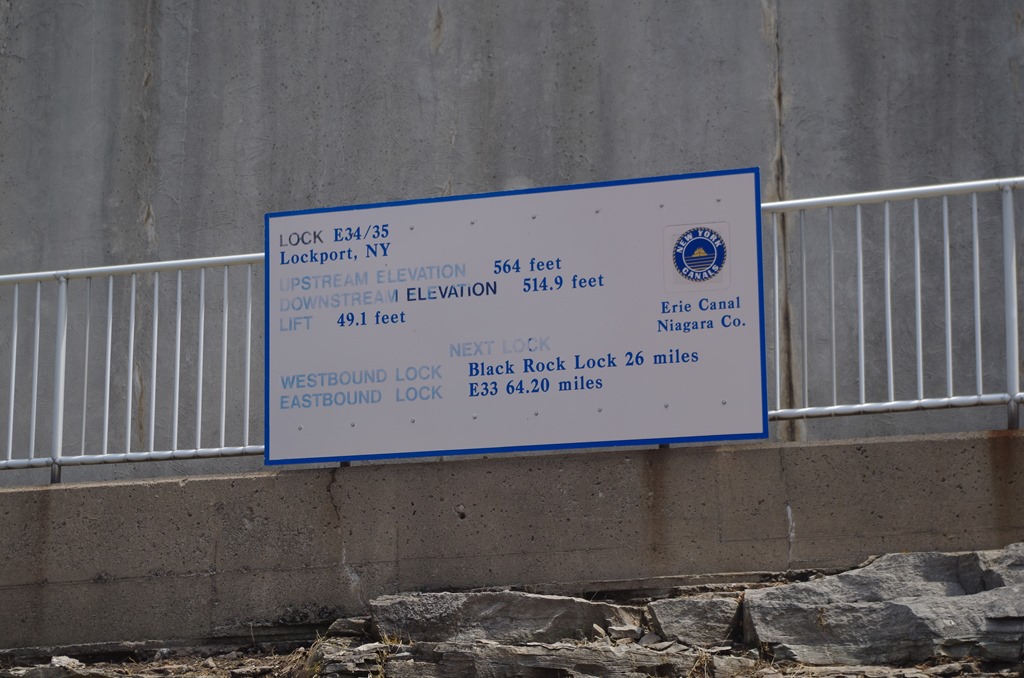 LOCK E34/35
Lockport, NY
UPSTREAM ELEVATION 564 feet
DOWNSTREAM ELEVATION 514.9 feet
LIFT 49.1 feet
NEW YORK
CANALS
Erie Canal
Niagara Co.
NEXT LOCK
WESTBOUND LOCK Black Rock Lock 26 miles
EASTBOUND LOCK E33 64.20 miles